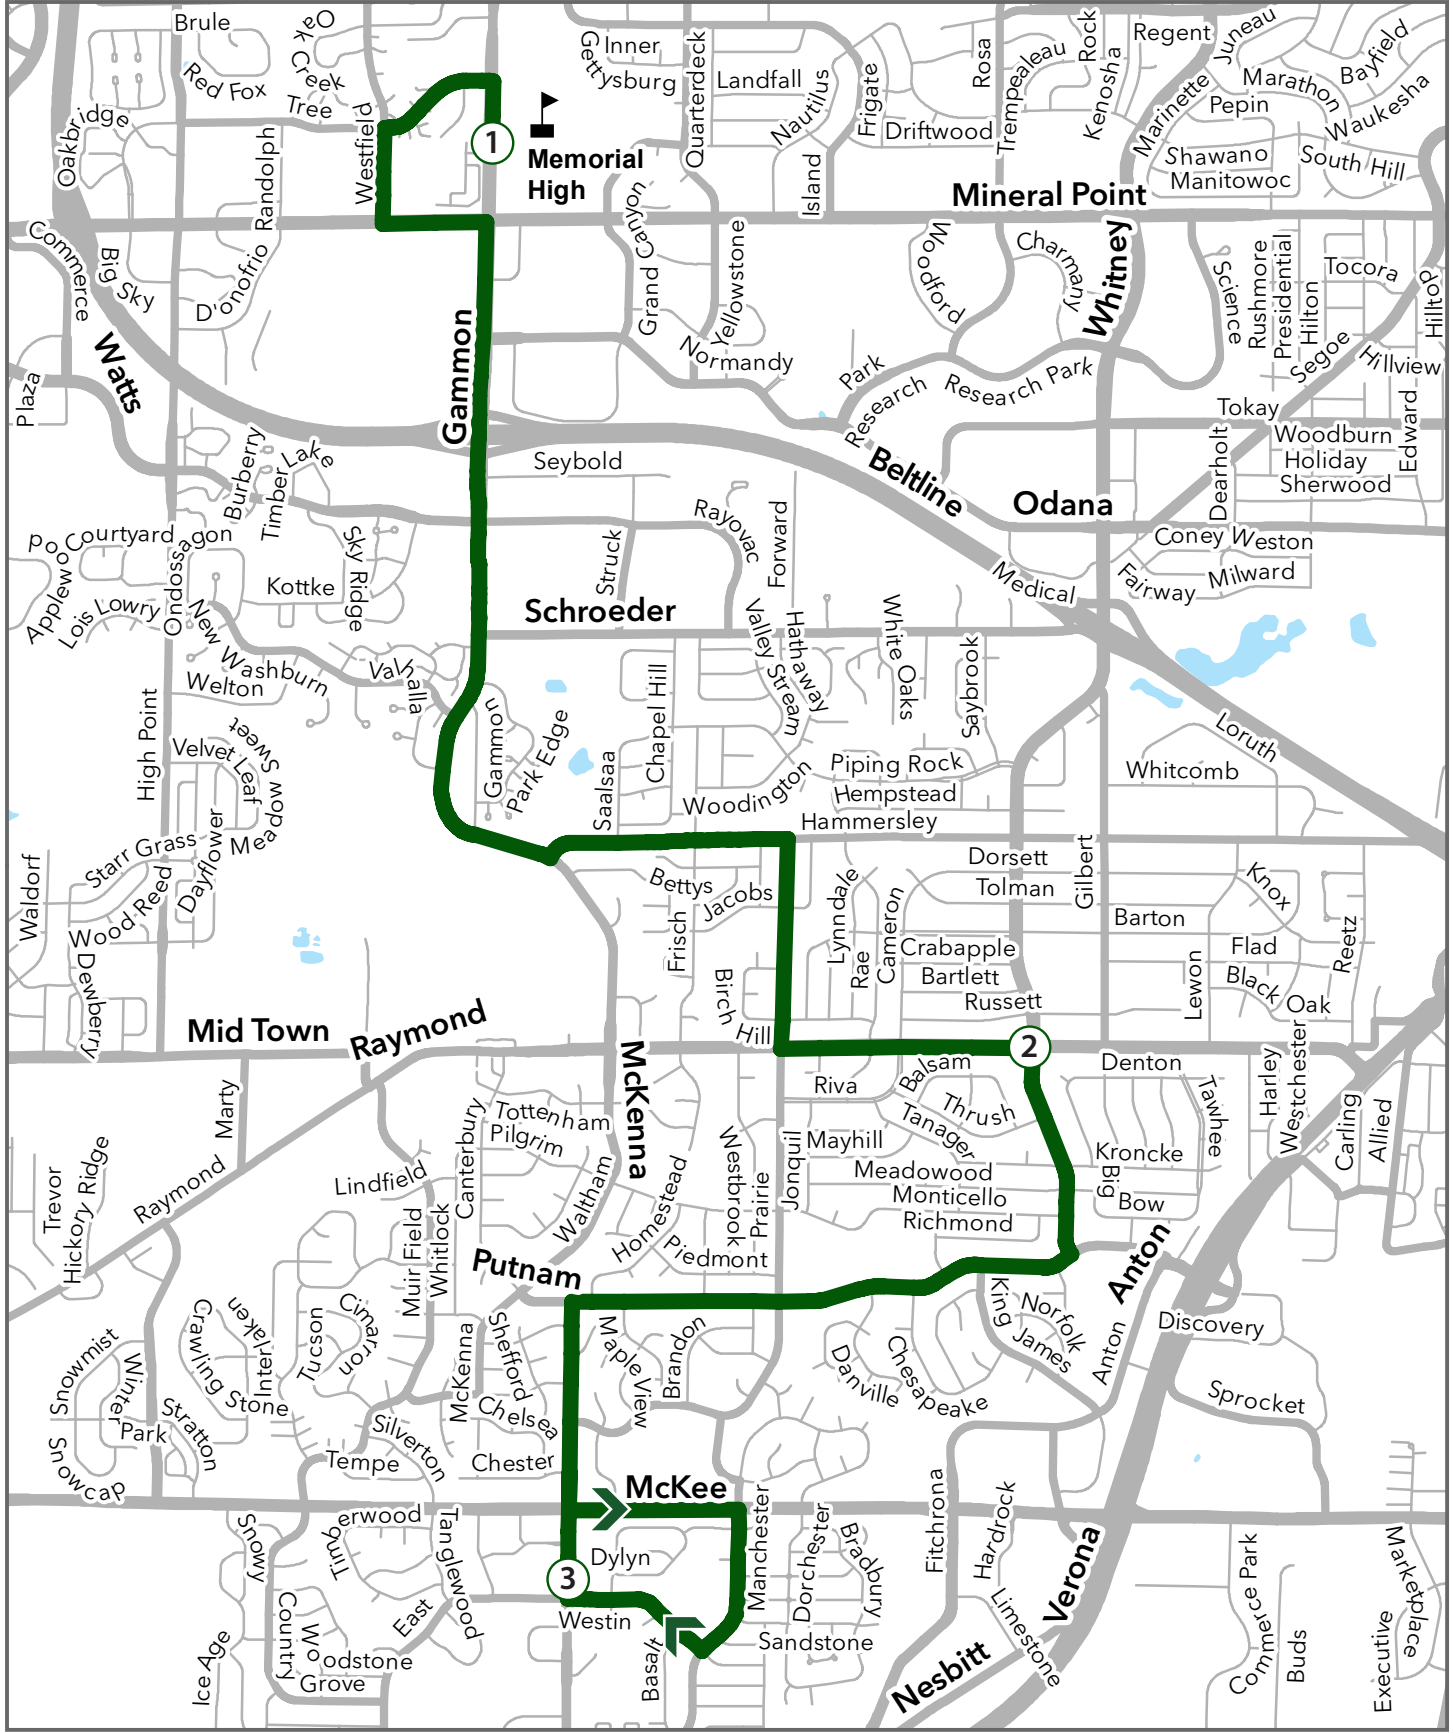 Brule
Oak
Creek
Inner
Gettysburg
Quarterdeck
Landfall
Nautilus
Frigate
Rosa
Trempealeau
Rock
Kenosha
Regent
Juneau
Bayfield
Marathon
Waukesha
Marinette
Pepin
Red Fox
Tree
Oakbridge
Randolph
Westfield
1
Memorial
High
Driftwood
Island
Shawano
Manitowoc
South Hill
Mineral Point
Commerce
Big Sky
D'onofrio
Grand Canyon
Yellowstone
Woodford
Charmany
Whitney
Science
Rushmore
Presidential
Hilton
Tocora
Hilltop
Segoe
Hillview
Watts
Plaza
Gammon
Normandy
Park
Research
Research Park
Tokay
Edward
Woodburn
Holiday
Sherwood
Dearholt
Burberry
Timber Lake
Seybold
Beltline
Odana
Rayovac
Forward
Struck
Coney Weston
Milward
Fairway
Medical
Applewood
Courtyard
Ondossagon
Lois Lowry
Kottke
Sky Ridge
New Washburn
Schroeder
Valley Stream
Hathaway
White Oaks
Saybrook
Welton
Valhalla
High Point
Velvet Leaf
Sweet Meadow
Gammon
Park Edge
Saalsaa
Chapel Hill
Woodington
Piping Rock
Hempstead
Hammersley
Loruth
Whitcomb
Starr Grass
Dayflower
Wood Reed
Waldorf
Dewberry
Bettys
Jacobs
Frisch
Birch
Hill
Lynndale
Rae
Cameron
Dorsett
Tolman
Gilbert
Barton
Knox
Crabapple
Bartlett
Russett
Flad
Black Oak
Reetz
Lewon
Mid Town
Raymond
McKenna
2
Riva
Balsam
Thrush
Tanager
Denton
Tawhee
Harley
Westchester
Carling
Allied
Marty
Tottenham
Pilgrim
Canterbury
Westbrook
Prairie
Jonquil
Mayhill
Meadowood
Monticello
Richmond
Kroncke
Big
Bow
Trevor
Hickory Ridge
Raymond
Lindfield
Muir Field
Whitlock
Waltham
Homestead
Piedmont
Putnam
Anton
Crawling Stone
Interlaken
Tucson
Cimarron
McKenna
Shefford
Maple View
Brandon
Danville
Chesapeake
King
James
Norfolk
Anton
Discovery
Sprocket
Snowmist
Winter
Park
Stratton
Snowcap
Silverton
Tempe
Chelsea
Chester
McKee
Snowy
Timberwood
Tanglewood
Dylyn
3
Westin
Basalt
Manchester
Dorchester
Bradbury
Sandstone
Fitchrona
Hardrock
Limestone
Verona
Nesbitt
Commerce Park
Buds
Marketplace
Executive
Ice Age
Country
Grove
Woodstone
East